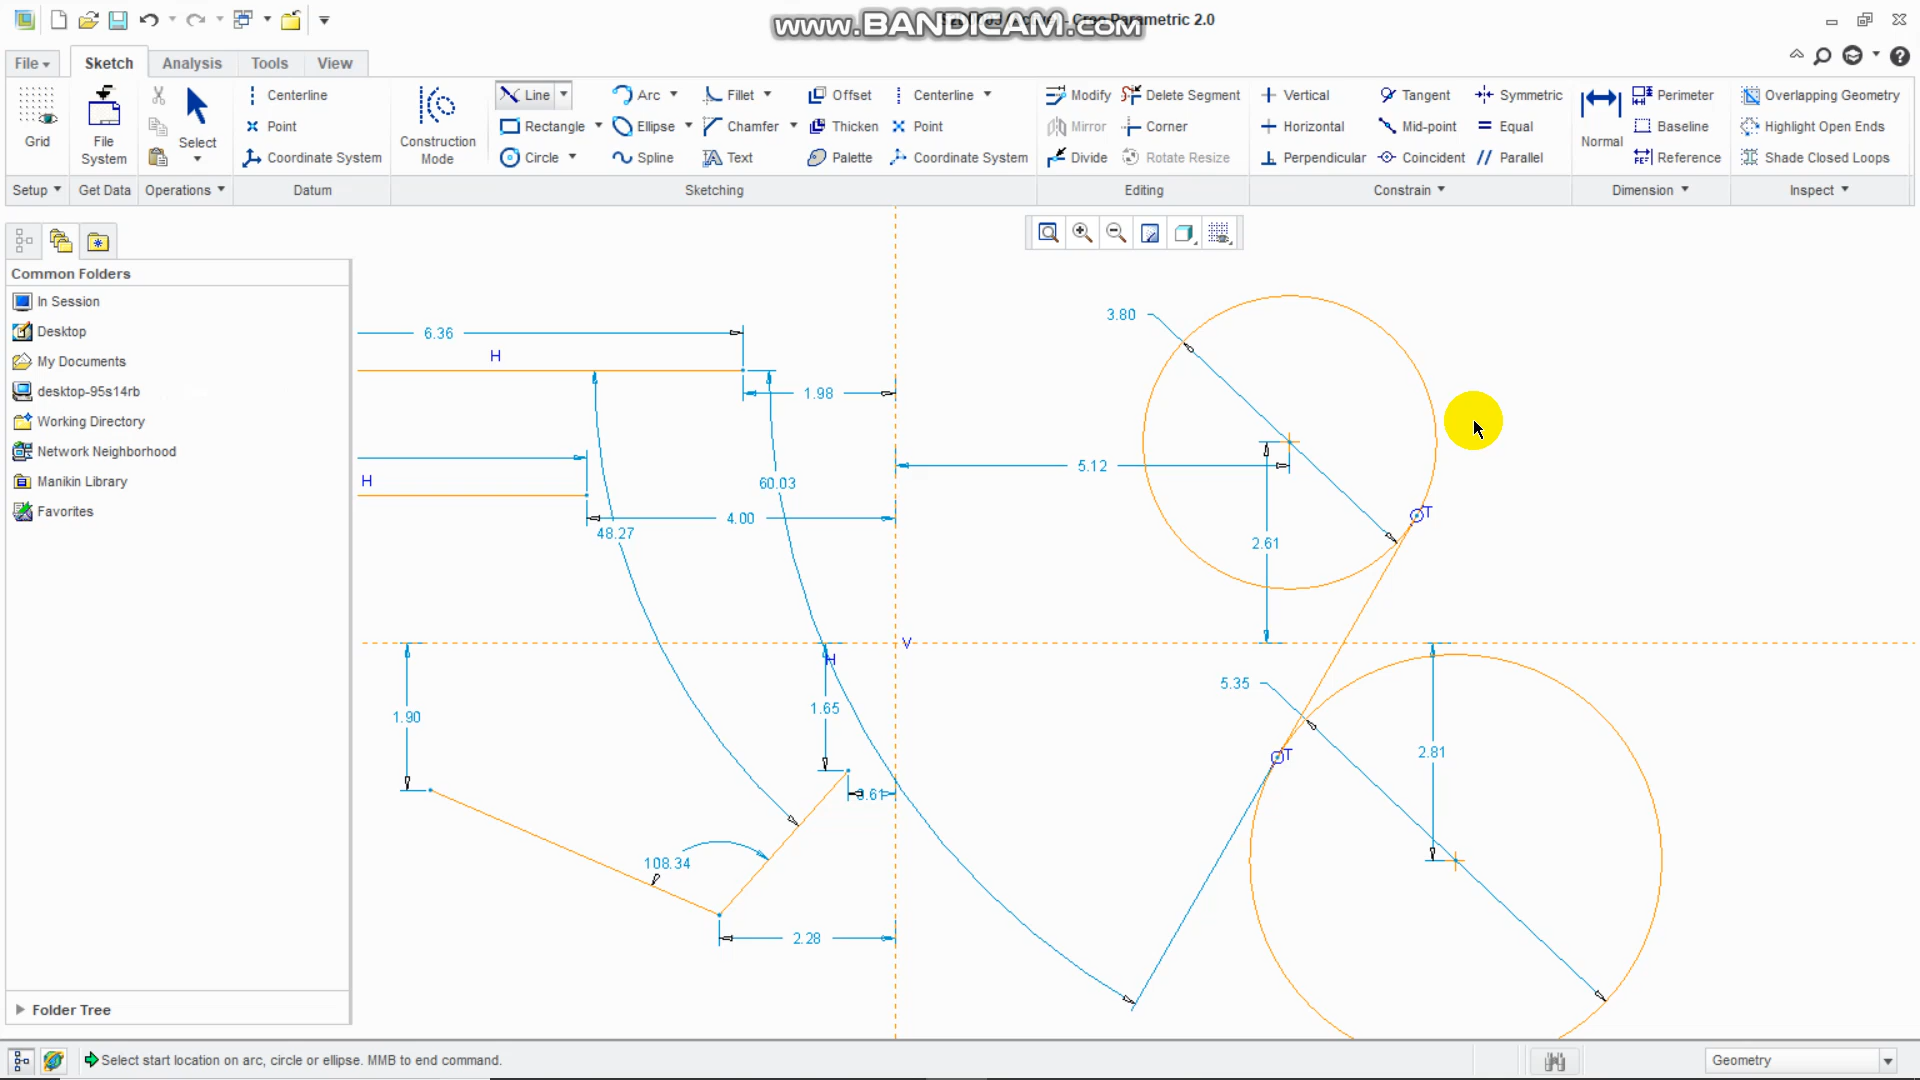 www.BANDICAM.com
- Creo Parametric 2.0
File
Sketch
Analysis
Tools
View
Grid
File System
Select
Centerline
Point
Coordinate System
Construction Mode
Line
Arc
Fillet
Offset
Centerline
Rectangle
Ellipse
Chamfer
Thicken
Point
Circle
Spline
Text
Palette
Coordinate System
Modify
Delete Segment
Mirror
Corner
Divide
Rotate Resize
Vertical
Tangent
Symmetric
Horizontal
Mid-point
Equal
Perpendicular
Coincident
Parallel
Normal
Perimeter
Baseline
Reference
Overlapping Geometry
Highlight Open Ends
Shade Closed Loops
Setup
Get Data
Operations
Datum
Sketching
Editing
Constrain
Dimension
Inspect
Common Folders
In Session
Desktop
My Documents
desktop-95s14rb
Working Directory
Network Neighborhood
Manikin Library
Favorites
Folder Tree
6.36
H
1.98
3.80
5.12
H
60.03
4.00
48.27
T
2.61
V
H
1.90
1.65
5.35
2.81
T
3.61
108.34
2.28
Select start location on arc, circle or ellipse. MMB to end command.
Geometry